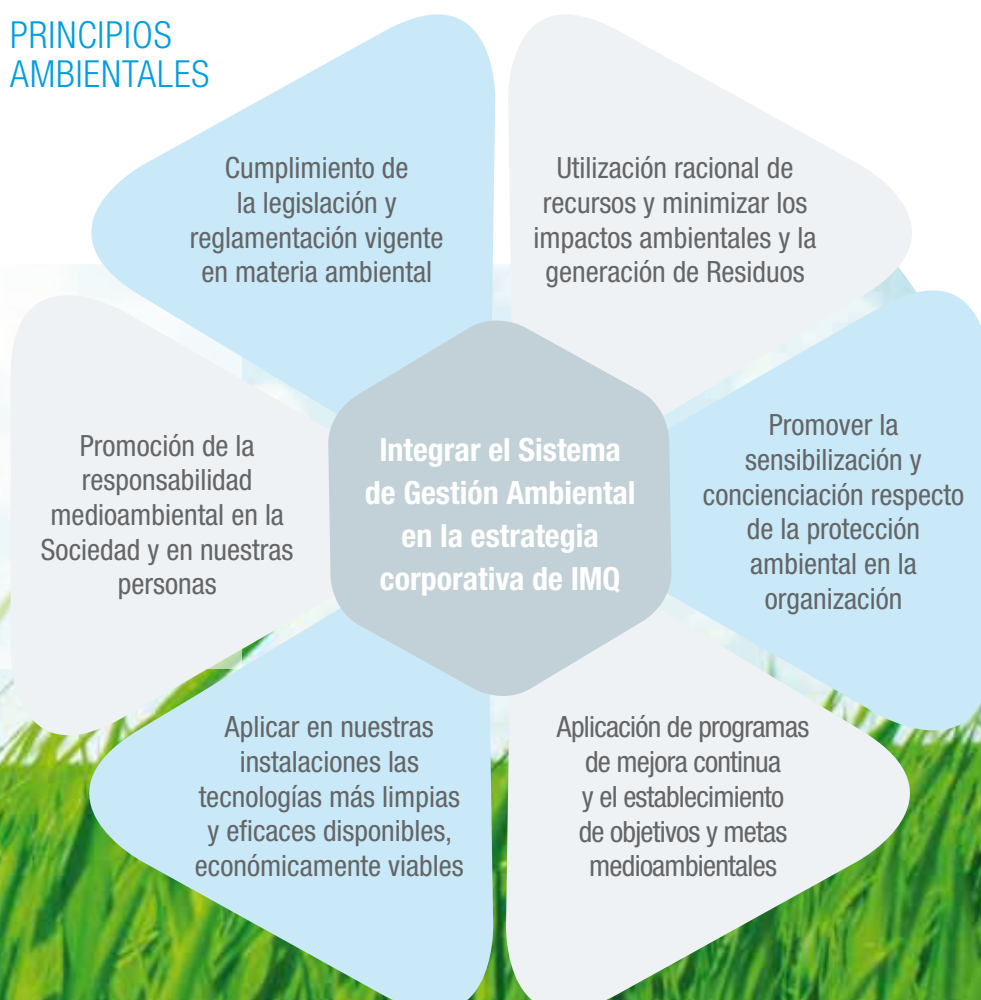 PRINCIPIOS
AMBIENTALES
Cumplimiento de
la legislación y
reglamentación vigente
en materia ambiental
Utilización racional de
recursos y minimizar los
impactos ambientales y la
generación de Residuos
Promoción de la
responsabilidad
medioambiental en la
Sociedad y en nuestras
personas
Integrar el Sistema
de Gestión Ambiental
en la estrategia
corporativa de IMQ
Promover la
sensibilización y
concienciación respecto
de la protección
ambiental en la
organización
Aplicar en nuestras
instalaciones las
tecnologías más limpias
y eficaces disponibles,
económicamente viables
Aplicación de programas
de mejora continua
y el establecimiento
de objetivos y metas
medioambientales